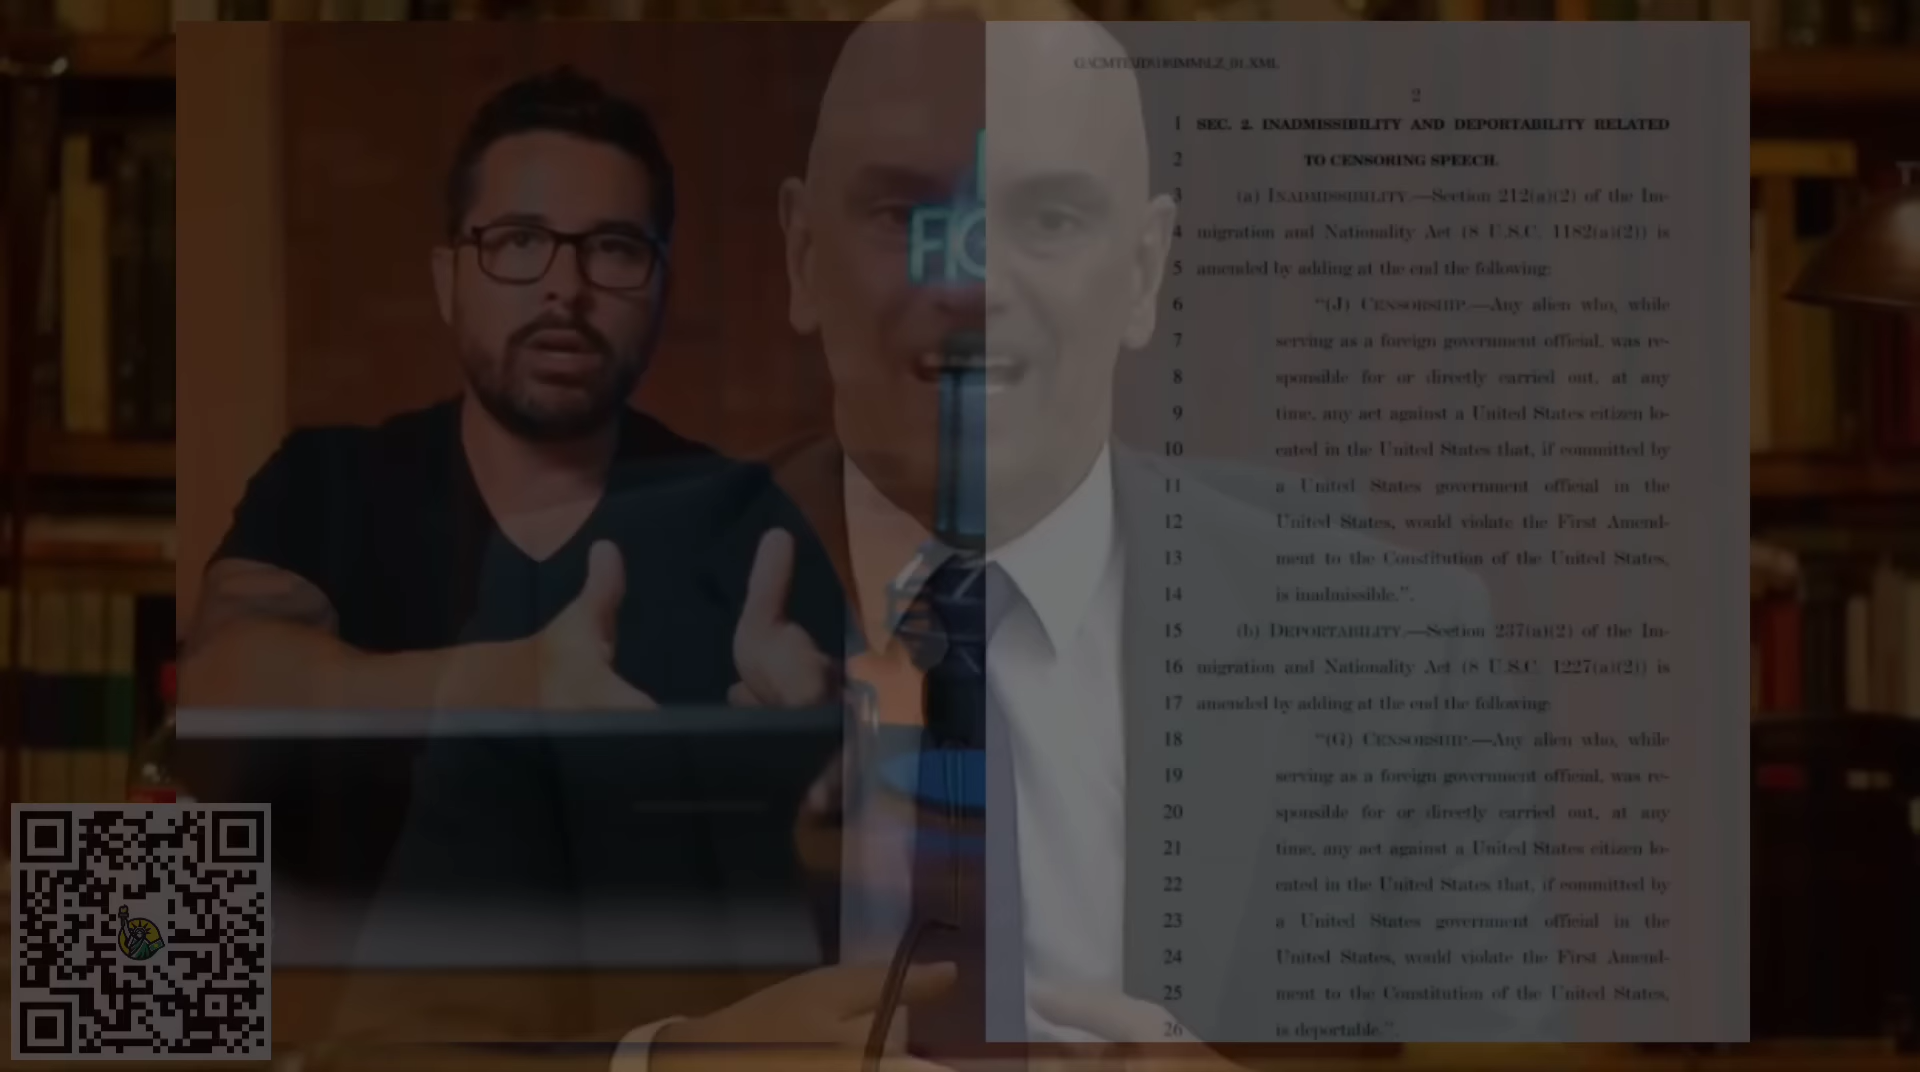 FIG
2
1 SEC. 2. INADMISSIBILITY AND DEPORTABILITY RELATED
2 TO CENSORING SPEECH.
3 (a) INADMISSIBILITY.—Section 212(a)(2) of the Im-
4 migration and Nationality Act (8 U.S.C. 1182(a)(2)) is
5 amended by adding at the end the following:
6 "(J) CENSORSHIP.—Any alien who, while
7 serving as a foreign government official, was re-
8 sponsible for or directly carried out, at any
9 time, any act against a United States citizen lo-
10 cated in the United States that, if committed by
11 a United States government official in the
12 United States, would violate the First Amend-
13 ment to the Constitution of the United States,
14 is inadmissible.".
15 (b) DEPORTABILITY.—Section 237(a)(2) of the Im-
16 migration and Nationality Act (8 U.S.C. 1227(a)(2)) is
17 amended by adding at the end the following:
18 "(G) CENSORSHIP.—Any alien who, while
19 serving as a foreign government official, was re-
20 sponsible for or directly carried out, at any
21 time, any act against a United States citizen lo-
22 cated in the United States that, if committed by
23 a United States government official in the
24 United States, would violate the First Amend-
25 ment to the Constitution of the United States,
26 is deportable.".